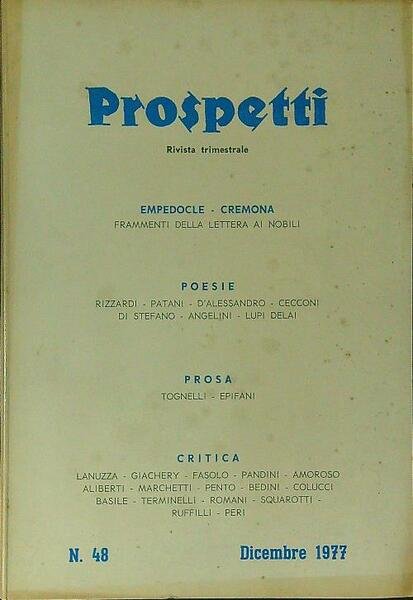 Prospetti
Rivista trimestrale
EMPEDOCLE - CREMONA
FRAMMENTI DELLA LETTERA AI NOBILI
POESIE
RIZZARDI - PATANI - D'ALESSANDRO - CECCONI
DI STEFANO - ANGELINI - LUPI DELAI
PROSA
TOGNELLI - EPIFANI
CRITICA
LANUZZA - GIACHERY - FASOLO - PANDINI - AMOROSO
ALIBERTI - MARCHETTI - PENTO - BEDINI - COLUCCI
BASILE - TERMINELLI - ROMANI - SQUAROTTI -
RUFFILLI - PERI
N. 48 Dicembre 1977